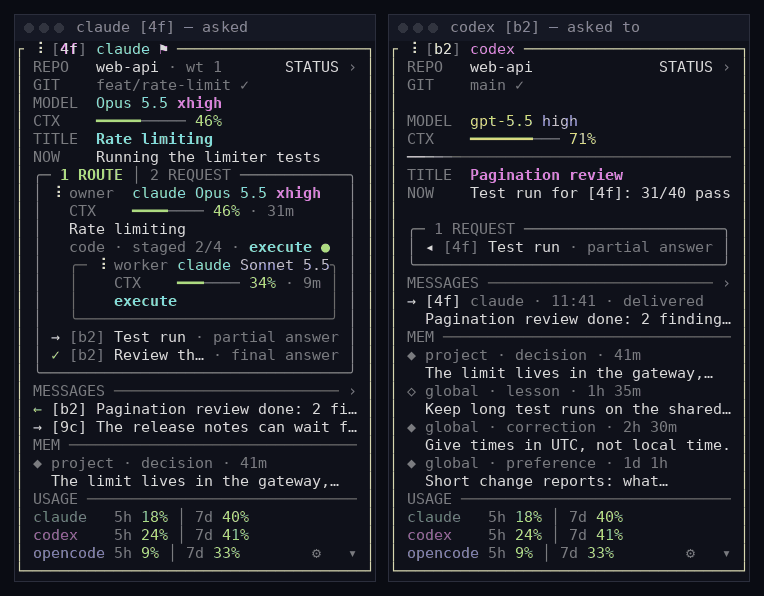 claude [4f] — asked
⠸ [4f] claude ⚑
REPO web-api · wt 1 STATUS ›
GIT feat/rate-limit ✓
MODEL Opus 5.5 xhigh
CTX 46%
TITLE Rate limiting
NOW Running the limiter tests
1 ROUTE │ 2 REQUEST
⠸ owner claude Opus 5.5 xhigh
CTX 46% · 31m
Rate limiting
code · staged 2/4 · execute ●
⠸ worker claude Sonnet 5.5
CTX 34% · 9m
execute
→ [b2] Test run · partial answer
✓ [b2] Review th… · final answer
MESSAGES ›
← [b2] Pagination review done: 2 fi…
→ [9c] The release notes can wait f…
MEM
◆ project · decision · 41m
The limit lives in the gateway,…
USAGE
claude 5h 18% │ 7d 40%
codex 5h 24% │ 7d 41%
opencode 5h 9% │ 7d 33% ⚙ ▾
codex [b2] — asked to
⠸ [b2] codex
REPO web-api STATUS ›
GIT main ✓
MODEL gpt-5.5 high
CTX 71%
TITLE Pagination review
NOW Test run for [4f]: 31/40 pass
1 REQUEST
◂ [4f] Test run · partial answer
MESSAGES ›
→ [4f] claude · 11:41 · delivered
Pagination review done: 2 finding…
MEM
◆ project · decision · 41m
The limit lives in the gateway,…
◇ global · lesson · 1h 35m
Keep long test runs on the shared…
◆ global · correction · 2h 30m
Give times in UTC, not local time.
◆ global · preference · 1d 1h
Short change reports: what…
USAGE
claude 5h 18% │ 7d 40%
codex 5h 24% │ 7d 41%
opencode 5h 9% │ 7d 33% ⚙ ▾